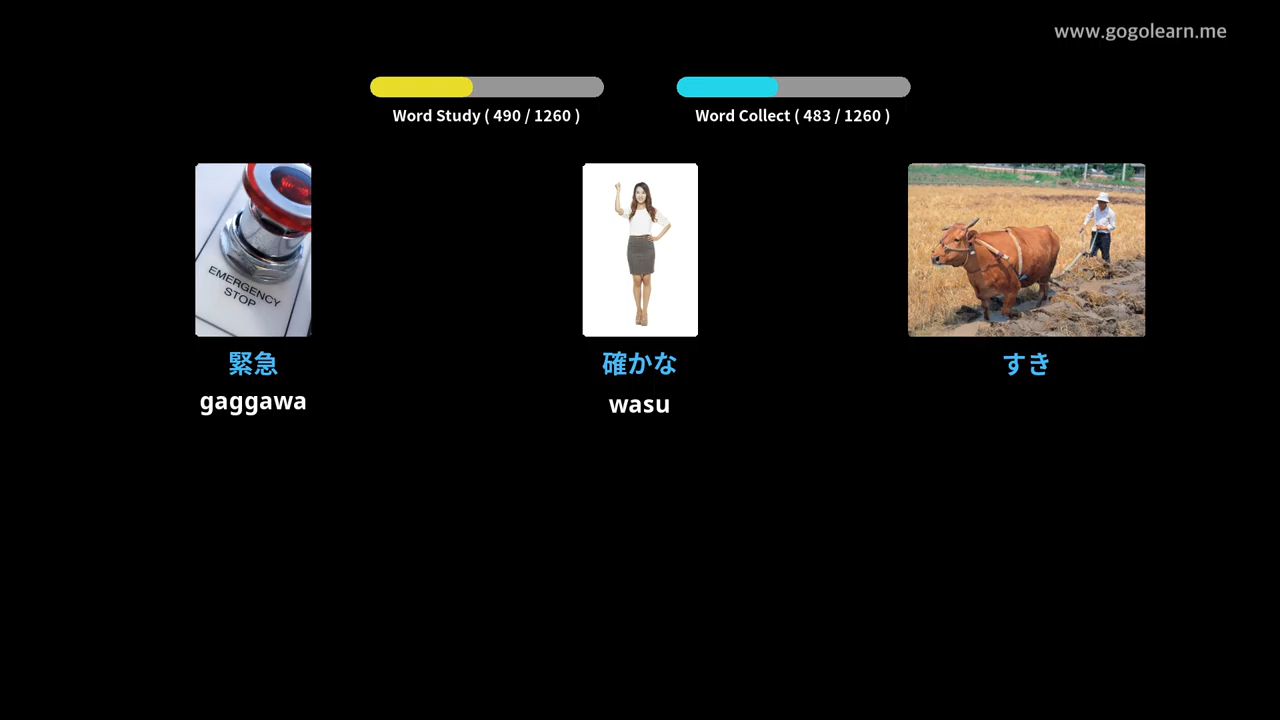 www.gogolearn.me
Word Study ( 490 / 1260 )
Word Collect ( 483 / 1260 )
EMERGENCY
STOP
緊急
確かな
すき
gaggawa
wasu